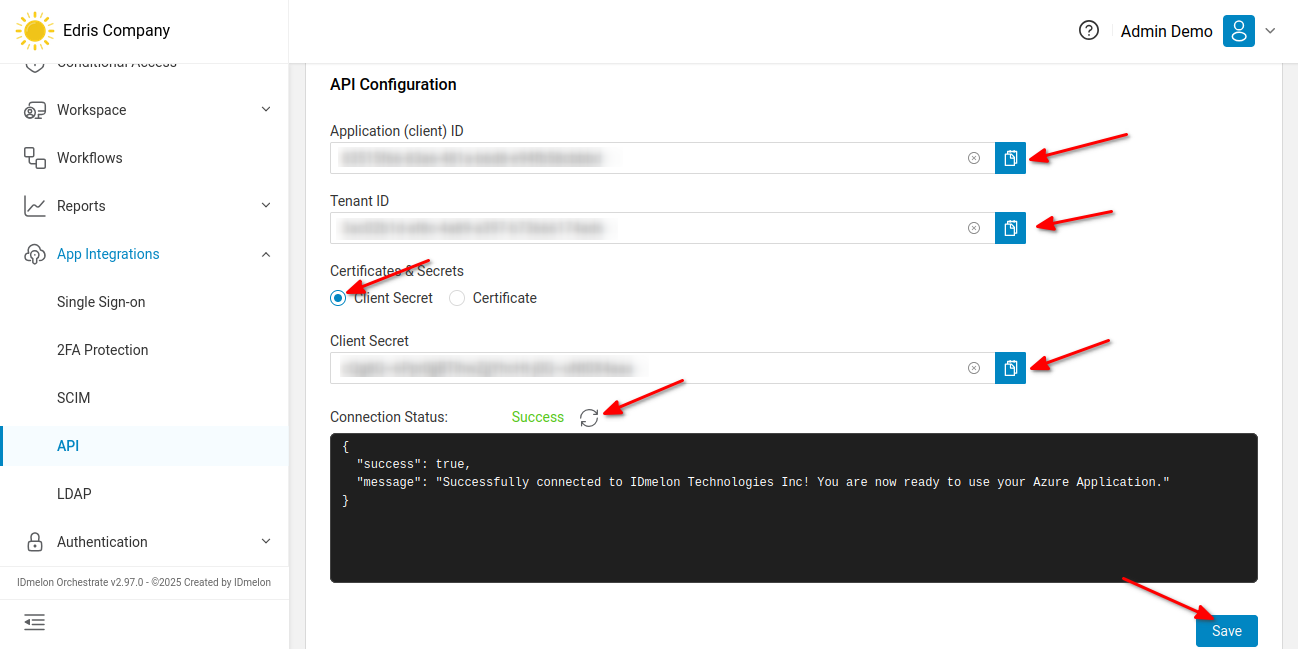 Edris Company
Admin Demo
Conditional Access
Workspace
Workflows
Reports
App Integrations
Single Sign-on
2FA Protection
SCIM
API
LDAP
Authentication
IDmelon Orchestrate v2.97.0 - ©2025 Created by IDmelon
API Configuration
Application (client) ID
Tenant ID
Certificates & Secrets
Client Secret
Certificate
Client Secret
Connection Status:
Success
{
"success": true,
"message": "Successfully connected to IDmelon Technologies Inc! You are now ready to use your Azure Application."
}
Save